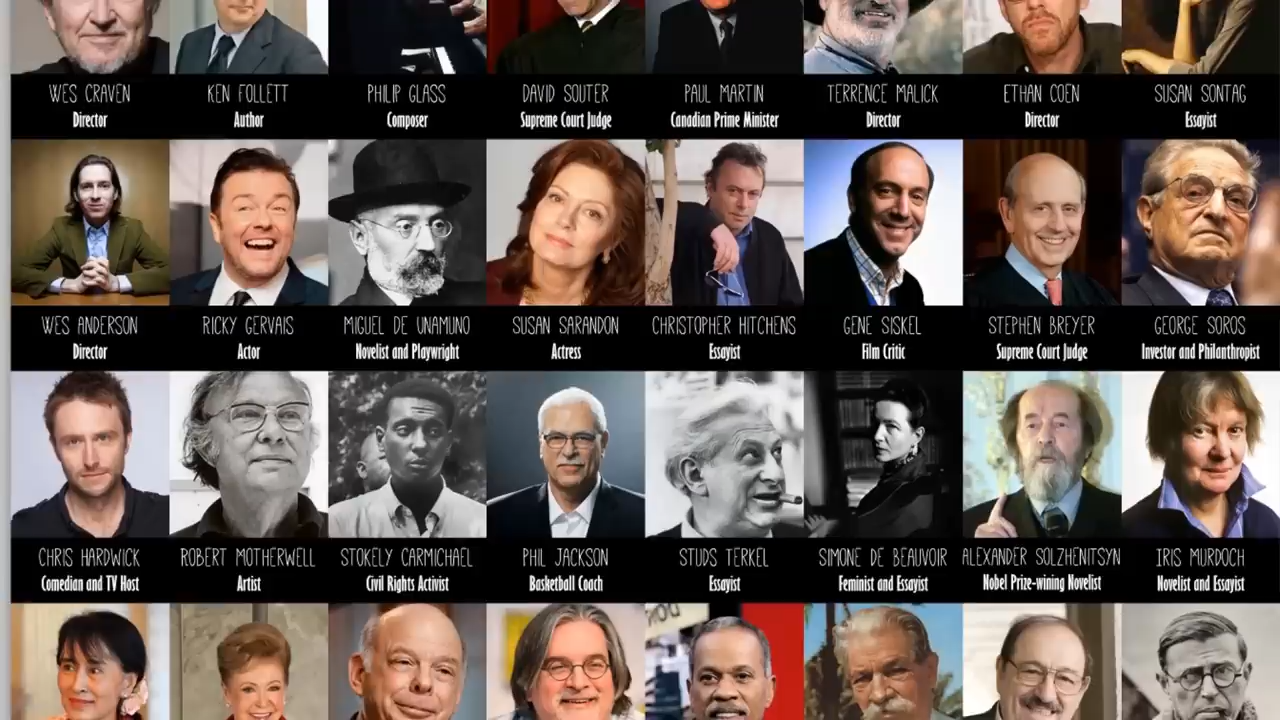 WES CRAVEN
Director
KEN FOLLETT
Author
PHILIP GLASS
Composer
DAVID SOUTER
Supreme Court Judge
PAUL MARTIN
Canadian Prime Minister
TERRENCE MALICK
Director
ETHAN COEN
Director
SUSAN SONTAG
Essayist
WES ANDERSON
Director
RICKY GERVAIS
Actor
MIGUEL DE UNAMUNO
Novelist and Playwright
SUSAN SARANDON
Actress
CHRISTOPHER HITCHENS
Essayist
GENE SISKEL
Film Critic
STEPHEN BREYER
Supreme Court Judge
GEORGE SOROS
Investor and Philanthropist
CHRIS HARDWICK
Comedian and TV Host
ROBERT MOTHERWELL
Artist
STOKELY CARMICHAEL
Civil Rights Activist
PHIL JACKSON
Basketball Coach
STUDS TERKEL
Essayist
SIMONE DE BEAUVOIR
Feminist and Essayist
ALEXANDER SOLZHENITSYN
Nobel Prize-wining Novelist
IRIS MURDOCH
Novelist and Essayist